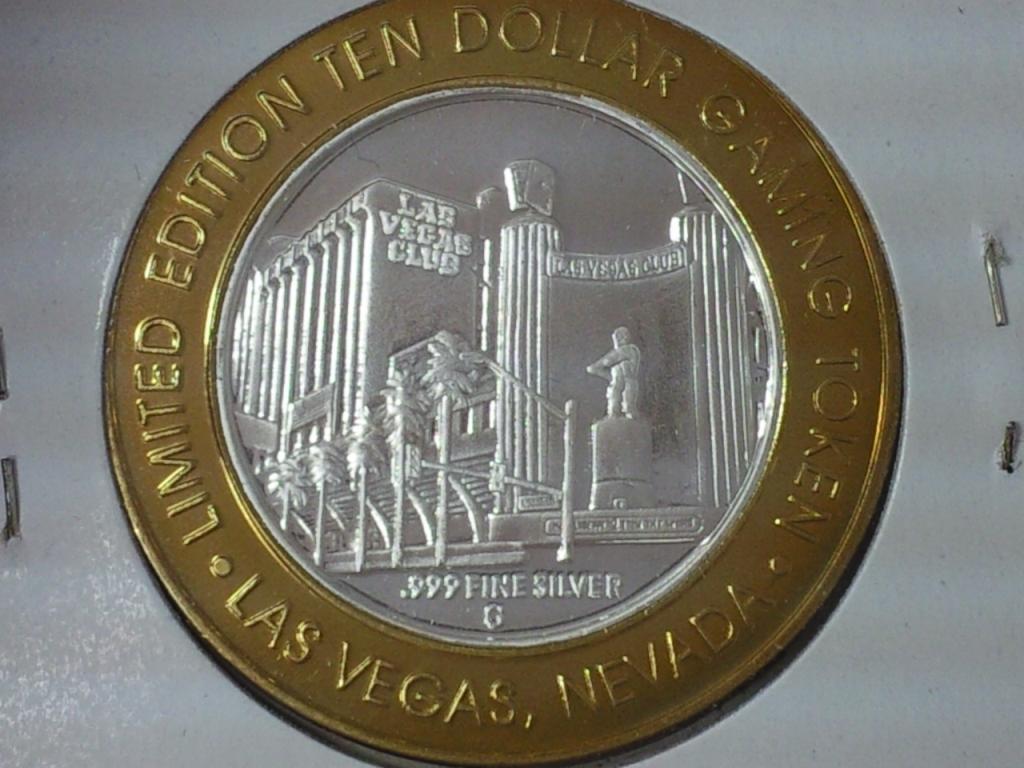 LIMITED EDITION TEN DOLLAR GAMING TOKEN
LAS VEGAS CLUB
LAS VEGAS CLUB
.999 FINE SILVER
G
• LAS VEGAS, NEVADA •